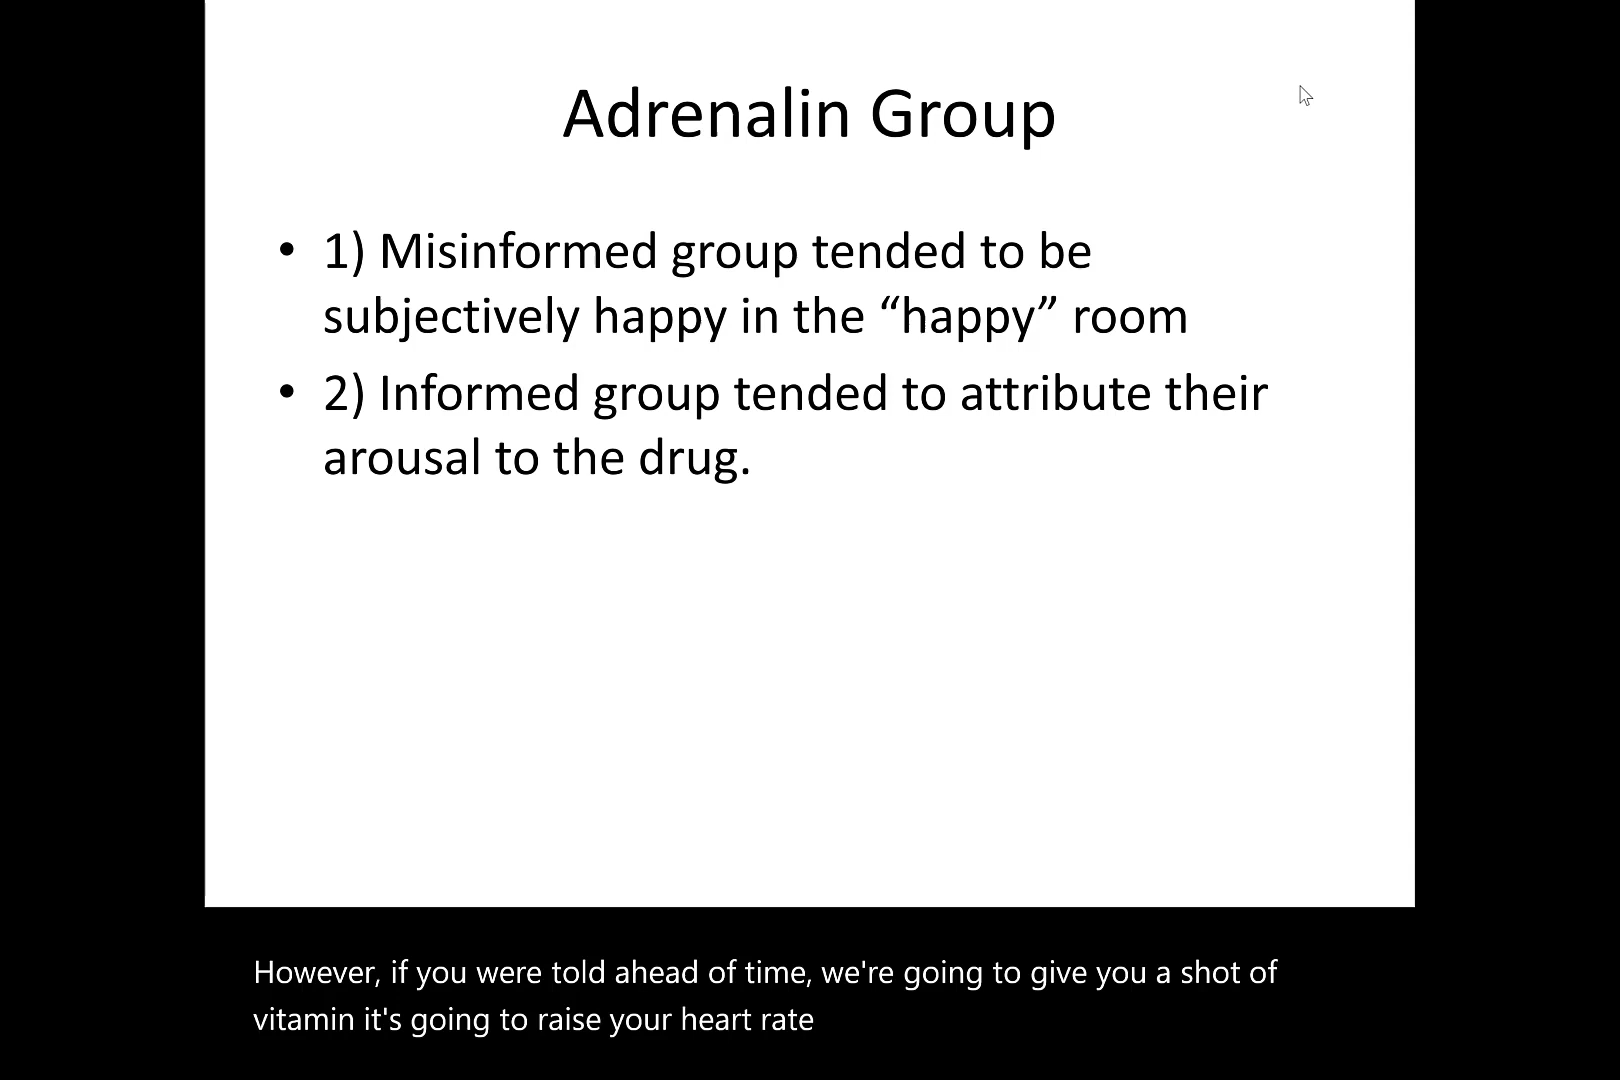 Adrenalin Group
• 1) Misinformed group tended to be
subjectively happy in the “happy” room
• 2) Informed group tended to attribute their
arousal to the drug.
However, if you were told ahead of time, we're going to give you a shot of
vitamin it's going to raise your heart rate